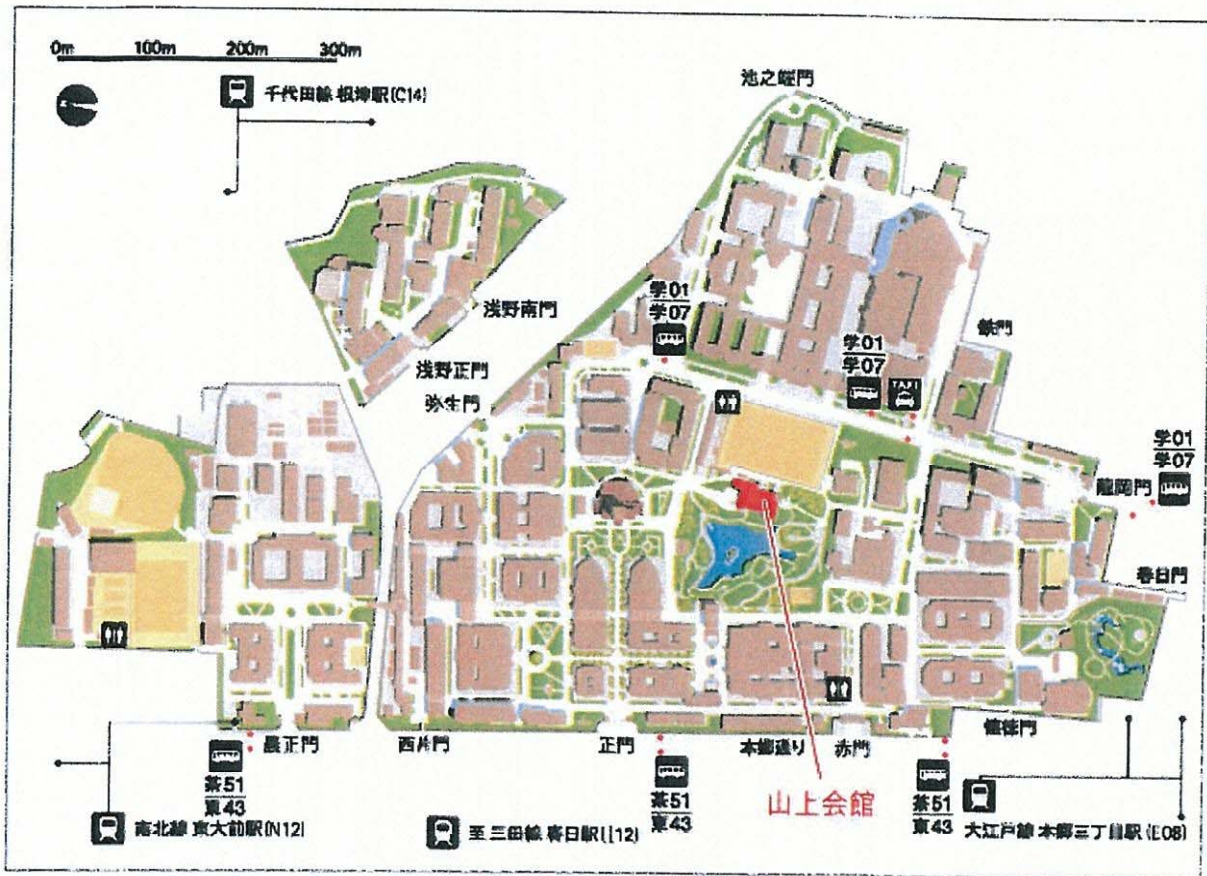 0m 100m 200m 300m
千代田線 根津駅(C14)
池之端門
学01
学07
浅野南門
学01
学07
TAXI
鉄門
浅野正門
弥生門
学01
学07
龍岡門
春日門
農正門
西片門
正門
本郷通り
赤門
懐徳門
茶51
東43
茶51
東43
山上会館
茶51
東43
南北線 東大前駅(N12)
至 三田線 春日駅(I12)
大江戸線 本郷三丁目駅(E08)